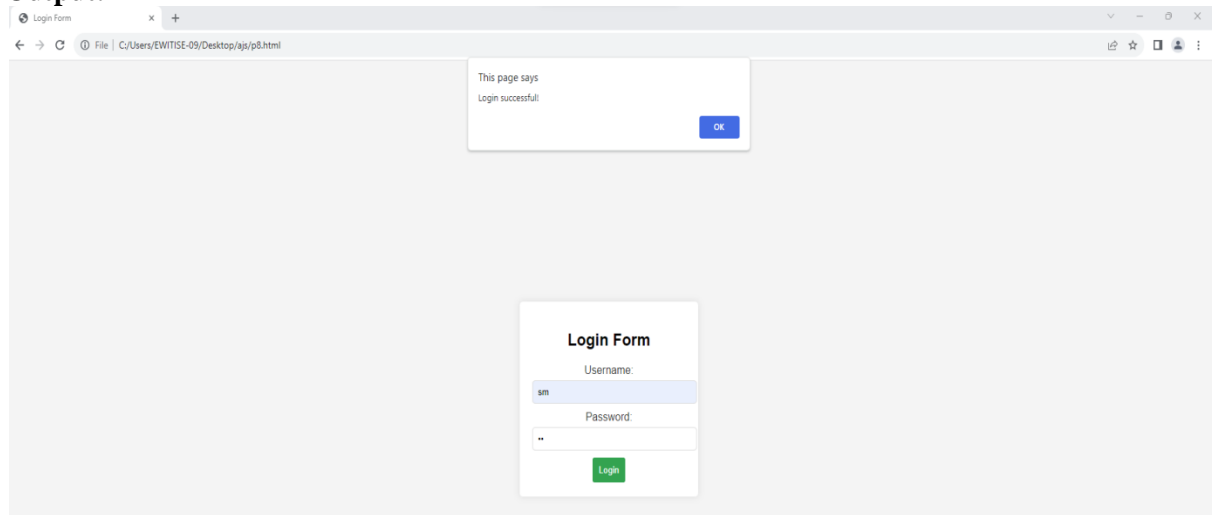 Login Form
File | C:/Users/EWITISE-09/Desktop/ajs/p8.html
This page says
Login successful!
OK
Login Form
Username:
sm
Password:
••
Login